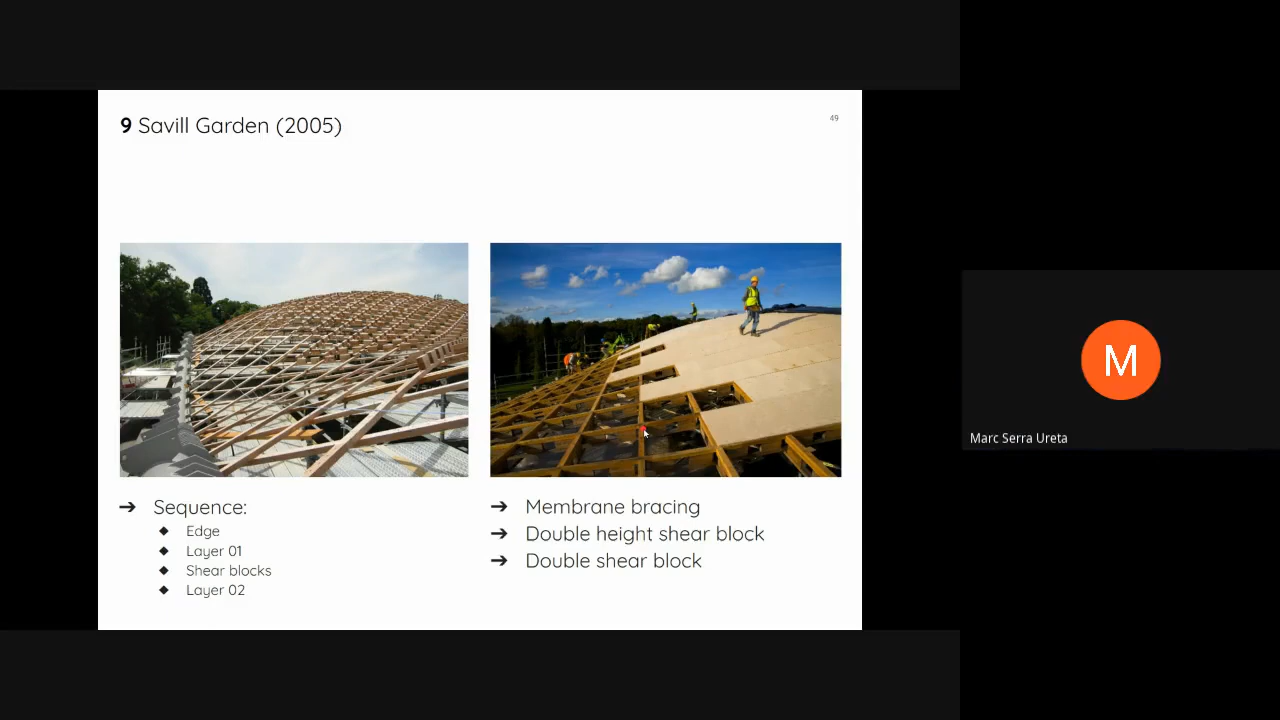 9 Savill Garden (2005)
49
➔ Sequence:
◆ Edge
◆ Layer 01
◆ Shear blocks
◆ Layer 02
➔ Membrane bracing
➔ Double height shear block
➔ Double shear block
M
Marc Serra Ureta